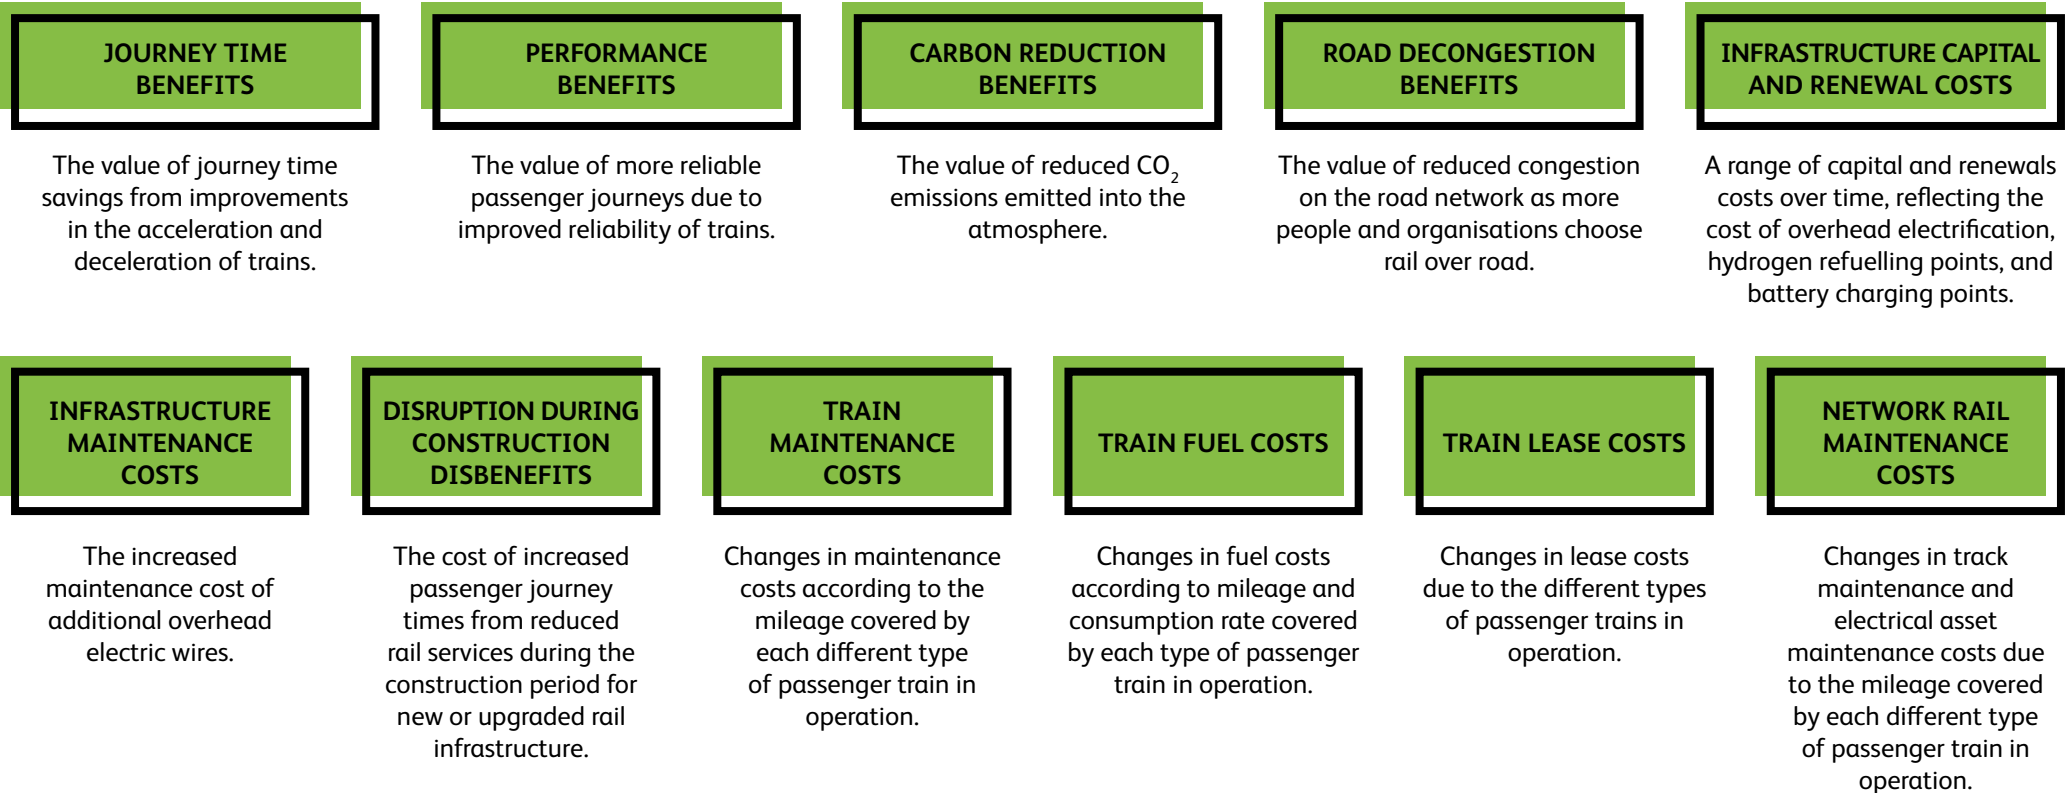 JOURNEY TIME
BENEFITS
The value of journey time
savings from improvements
in the acceleration and
deceleration of trains.
PERFORMANCE
BENEFITS
The value of more reliable
passenger journeys due to
improved reliability of trains.
CARBON REDUCTION
BENEFITS
The value of reduced CO₂
emissions emitted into the
atmosphere.
ROAD DECONGESTION
BENEFITS
The value of reduced congestion
on the road network as more
people and organisations choose
rail over road.
INFRASTRUCTURE CAPITAL
AND RENEWAL COSTS
A range of capital and renewals
costs over time, reflecting the
cost of overhead electrification,
hydrogen refuelling points, and
battery charging points.
INFRASTRUCTURE
MAINTENANCE
COSTS
The increased
maintenance cost of
additional overhead
electric wires.
DISRUPTION DURING
CONSTRUCTION
DISBENEFITS
The cost of increased
passenger journey
times from reduced
rail services during the
construction period for
new or upgraded rail
infrastructure.
TRAIN
MAINTENANCE
COSTS
Changes in maintenance
costs according to the
mileage covered by
each different type
of passenger train in
operation.
TRAIN FUEL COSTS
Changes in fuel costs
according to mileage and
consumption rate covered
by each type of passenger
train in operation.
TRAIN LEASE COSTS
Changes in lease costs
due to the different types
of passenger trains in
operation.
NETWORK RAIL
MAINTENANCE
COSTS
Changes in track
maintenance and
electrical asset
maintenance costs due
to the mileage covered
by each different type
of passenger train in
operation.